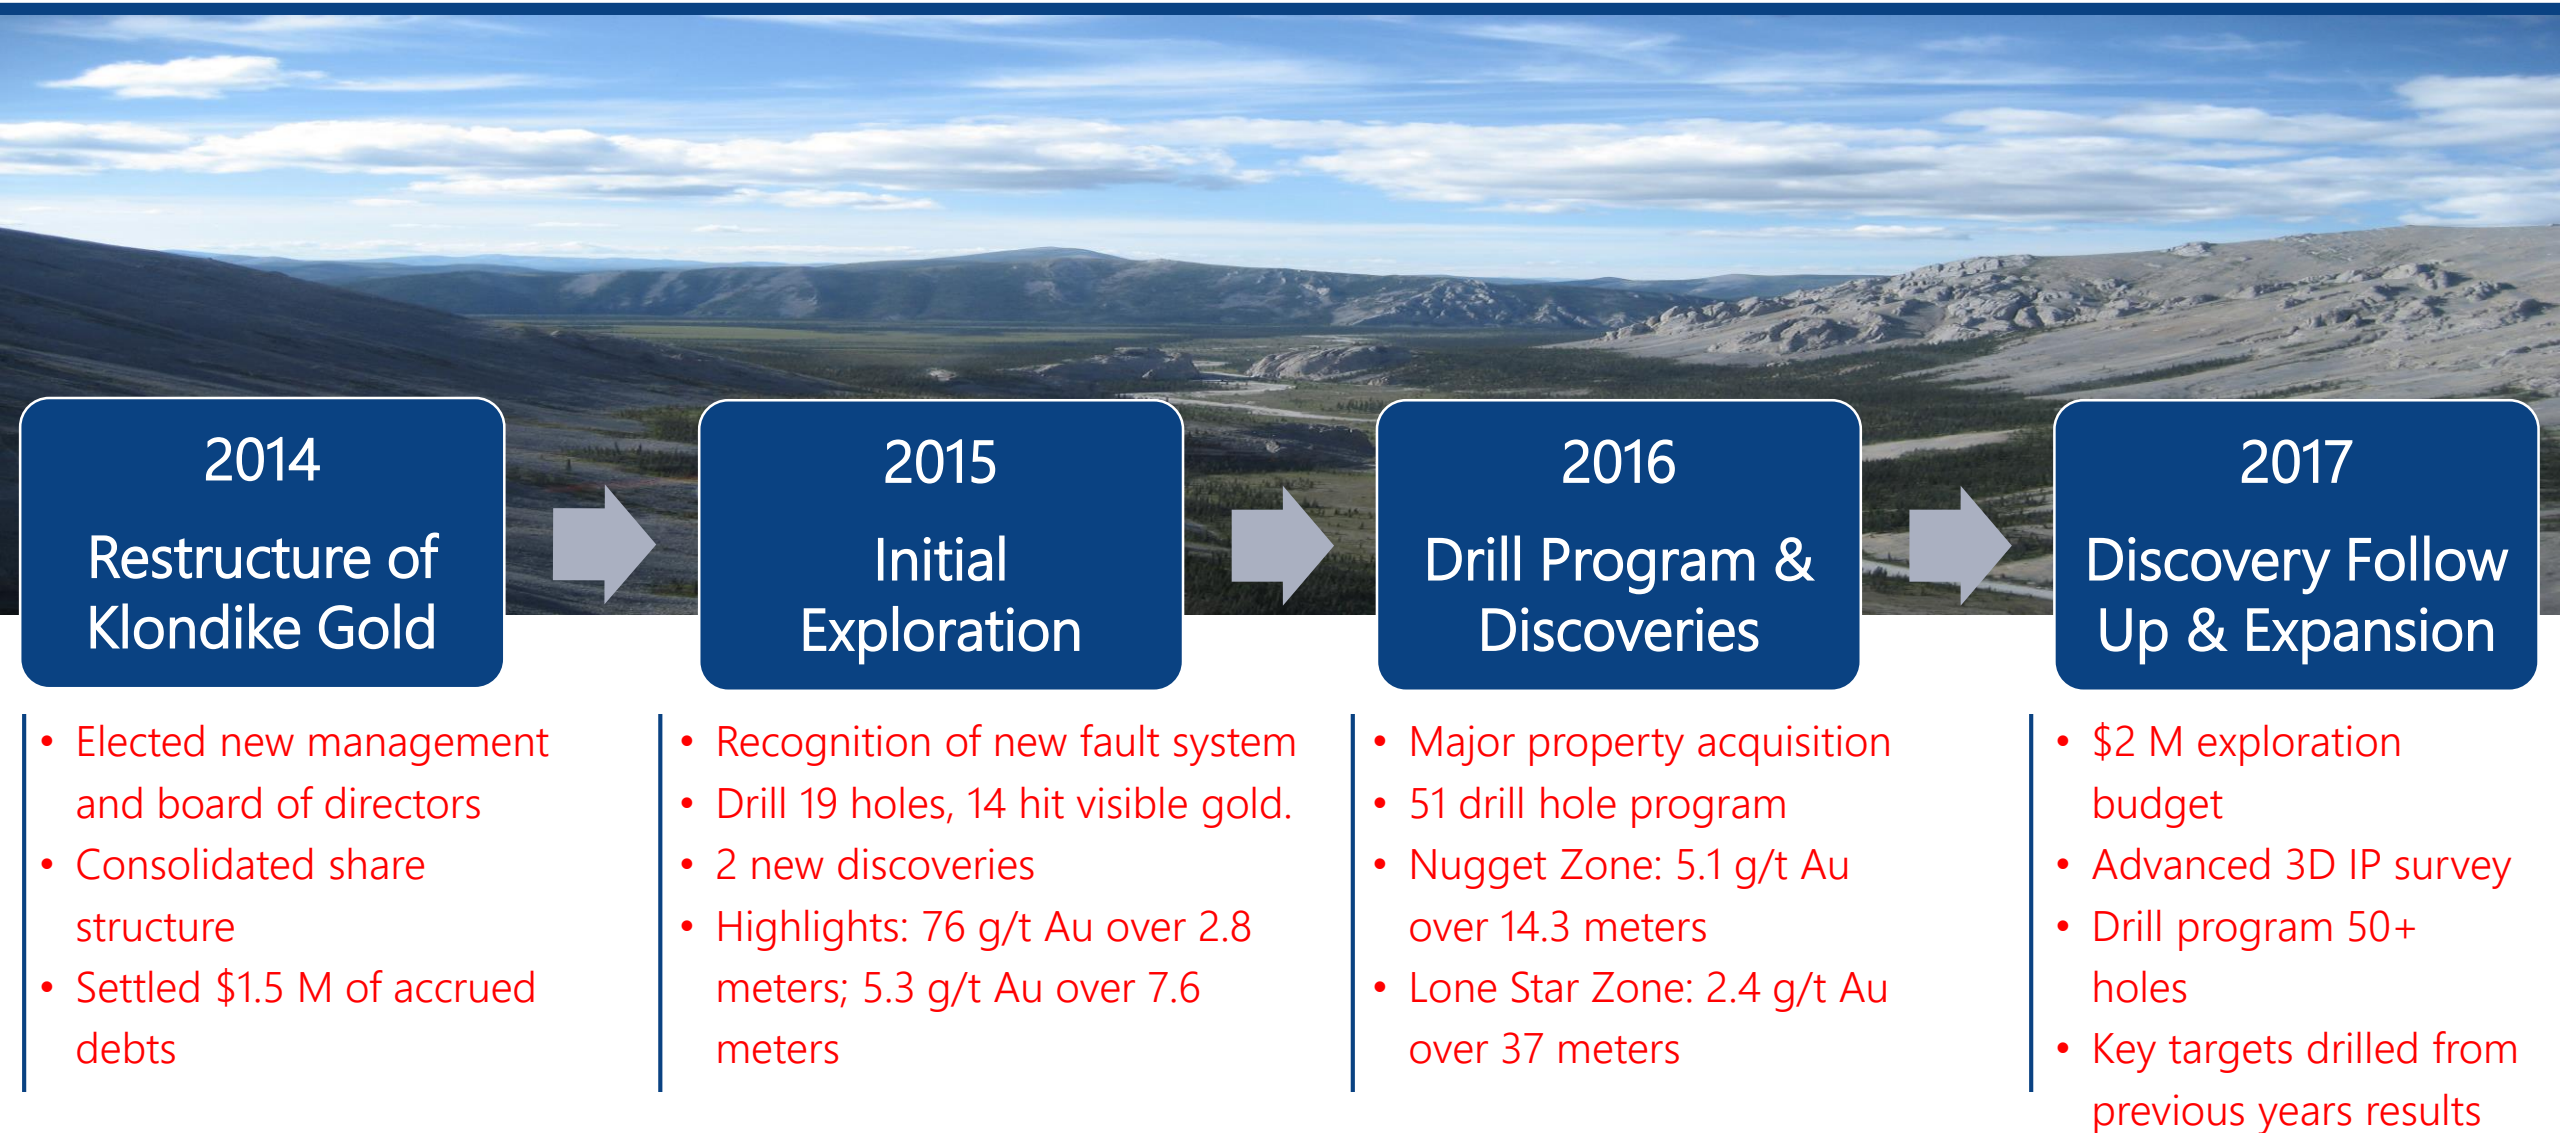 2014
Restructure of
Klondike Gold
2015
Initial
Exploration
2016
Drill Program &
Discoveries
2017
Discovery Follow
Up & Expansion
• Elected new management
and board of directors
• Consolidated share
structure
• Settled $1.5 M of accrued
debts
• Recognition of new fault system
• Drill 19 holes, 14 hit visible gold.
• 2 new discoveries
• Highlights: 76 g/t Au over 2.8
meters; 5.3 g/t Au over 7.6
meters
• Major property acquisition
• 51 drill hole program
• Nugget Zone: 5.1 g/t Au
over 14.3 meters
• Lone Star Zone: 2.4 g/t Au
over 37 meters
• $2 M exploration
budget
• Advanced 3D IP survey
• Drill program 50+
holes
• Key targets drilled from
previous years results